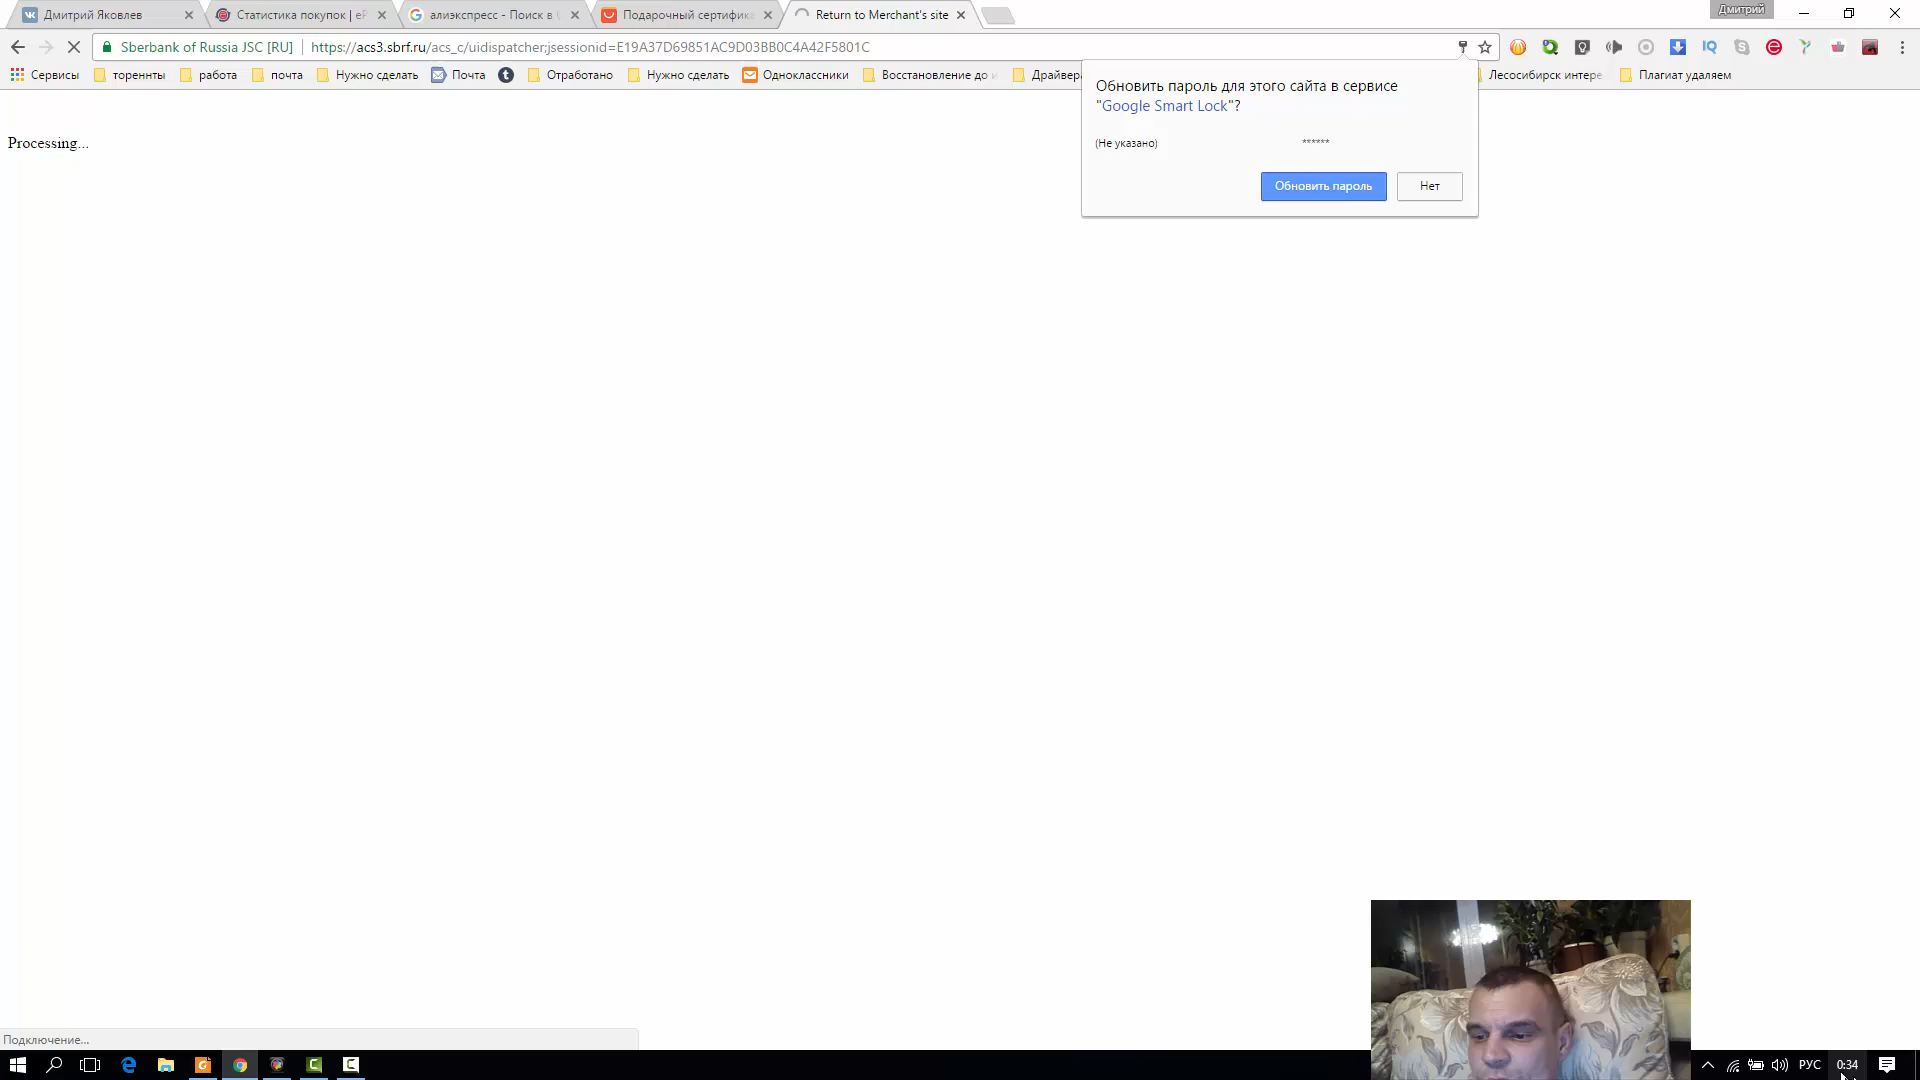 Дмитрий Яковлев
Статистика покупок | eP
алиэкспресс - Поиск в
Подарочный сертифика
Return to Merchant's site
Дмитрий
Sberbank of Russia JSC [RU]
https://acs3.sbrf.ru/acs_c/uidispatcher;jsessionid=E19A37D69851AC9D03BB0C4A42F5801C
Сервисы
торенты
работа
почта
Нужно сделать
Почта
Отработано
Нужно сделать
Одноклассники
Восстановление до и
Драйвера
Лесосибирск интере
Плагиат удаляем
Обновить пароль для этого сайта в сервисе
"Google Smart Lock"?
(Не указано)
******
Обновить пароль
Нет
Processing...
Подключение...
РУС
0:34